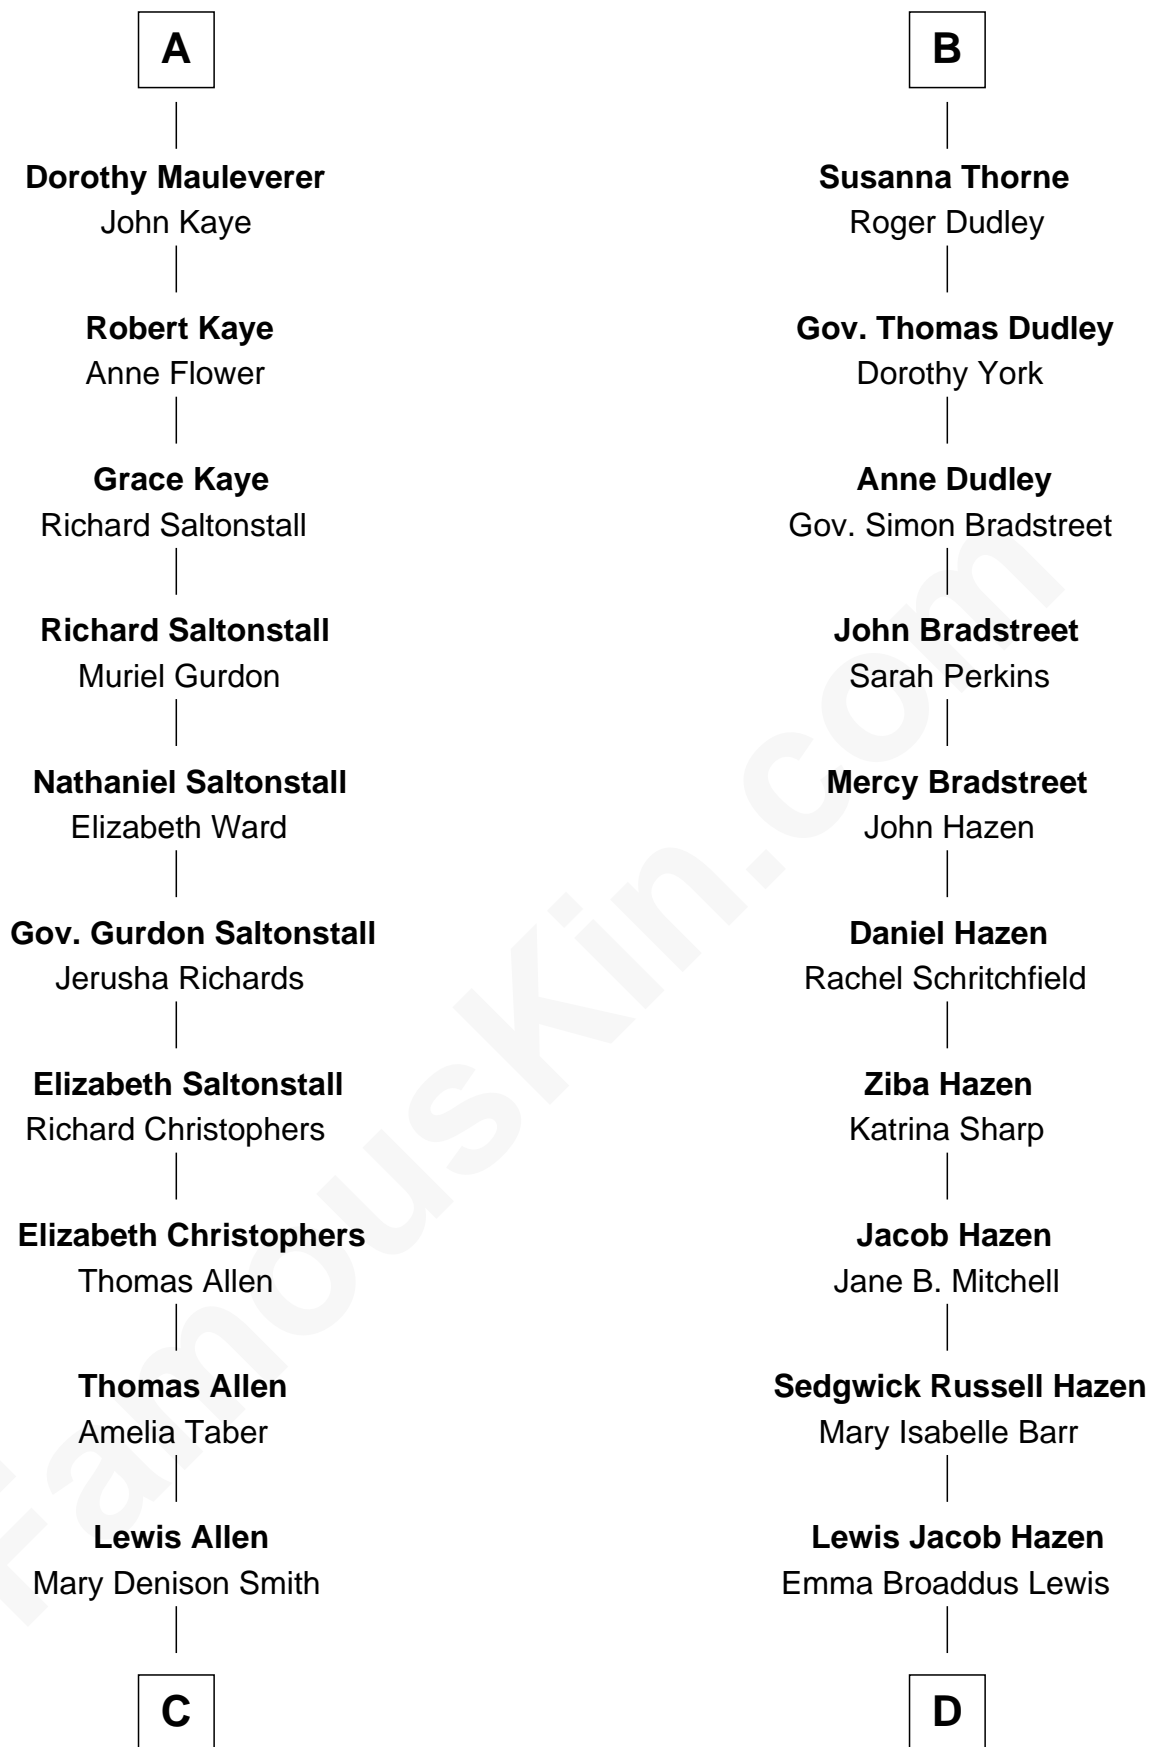 A
Dorothy Mauleverer
John Kaye
Robert Kaye
Anne Flower
Grace Kaye
Richard Saltonstall
Richard Saltonstall
Muriel Gurdon
Nathaniel Saltonstall
Elizabeth Ward
Gov. Gurdon Saltonstall
Jerusha Richards
Elizabeth Saltonstall
Richard Christophers
Elizabeth Christophers
Thomas Allen
Thomas Allen
Amelia Taber
Lewis Allen
Mary Denison Smith
C
B
Susanna Thorne
Roger Dudley
Gov. Thomas Dudley
Dorothy York
Anne Dudley
Gov. Simon Bradstreet
John Bradstreet
Sarah Perkins
Mercy Bradstreet
John Hazen
Daniel Hazen
Rachel Schritchfield
Ziba Hazen
Katrina Sharp
Jacob Hazen
Jane B. Mitchell
Sedgwick Russell Hazen
Mary Isabelle Barr
Lewis Jacob Hazen
Emma Broaddus Lewis
D
FamousKin.com